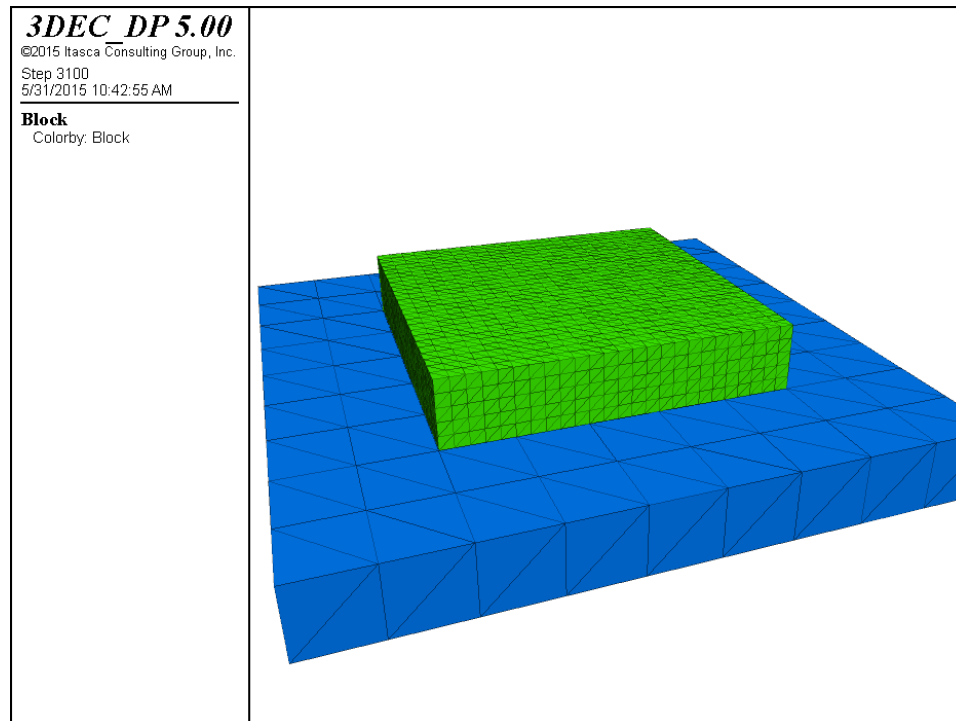 3DEC_DP 5.00
©2015 Itasca Consulting Group, Inc.
Step 3100
5/31/2015 10:42:55 AM
Block
Colorby: Block